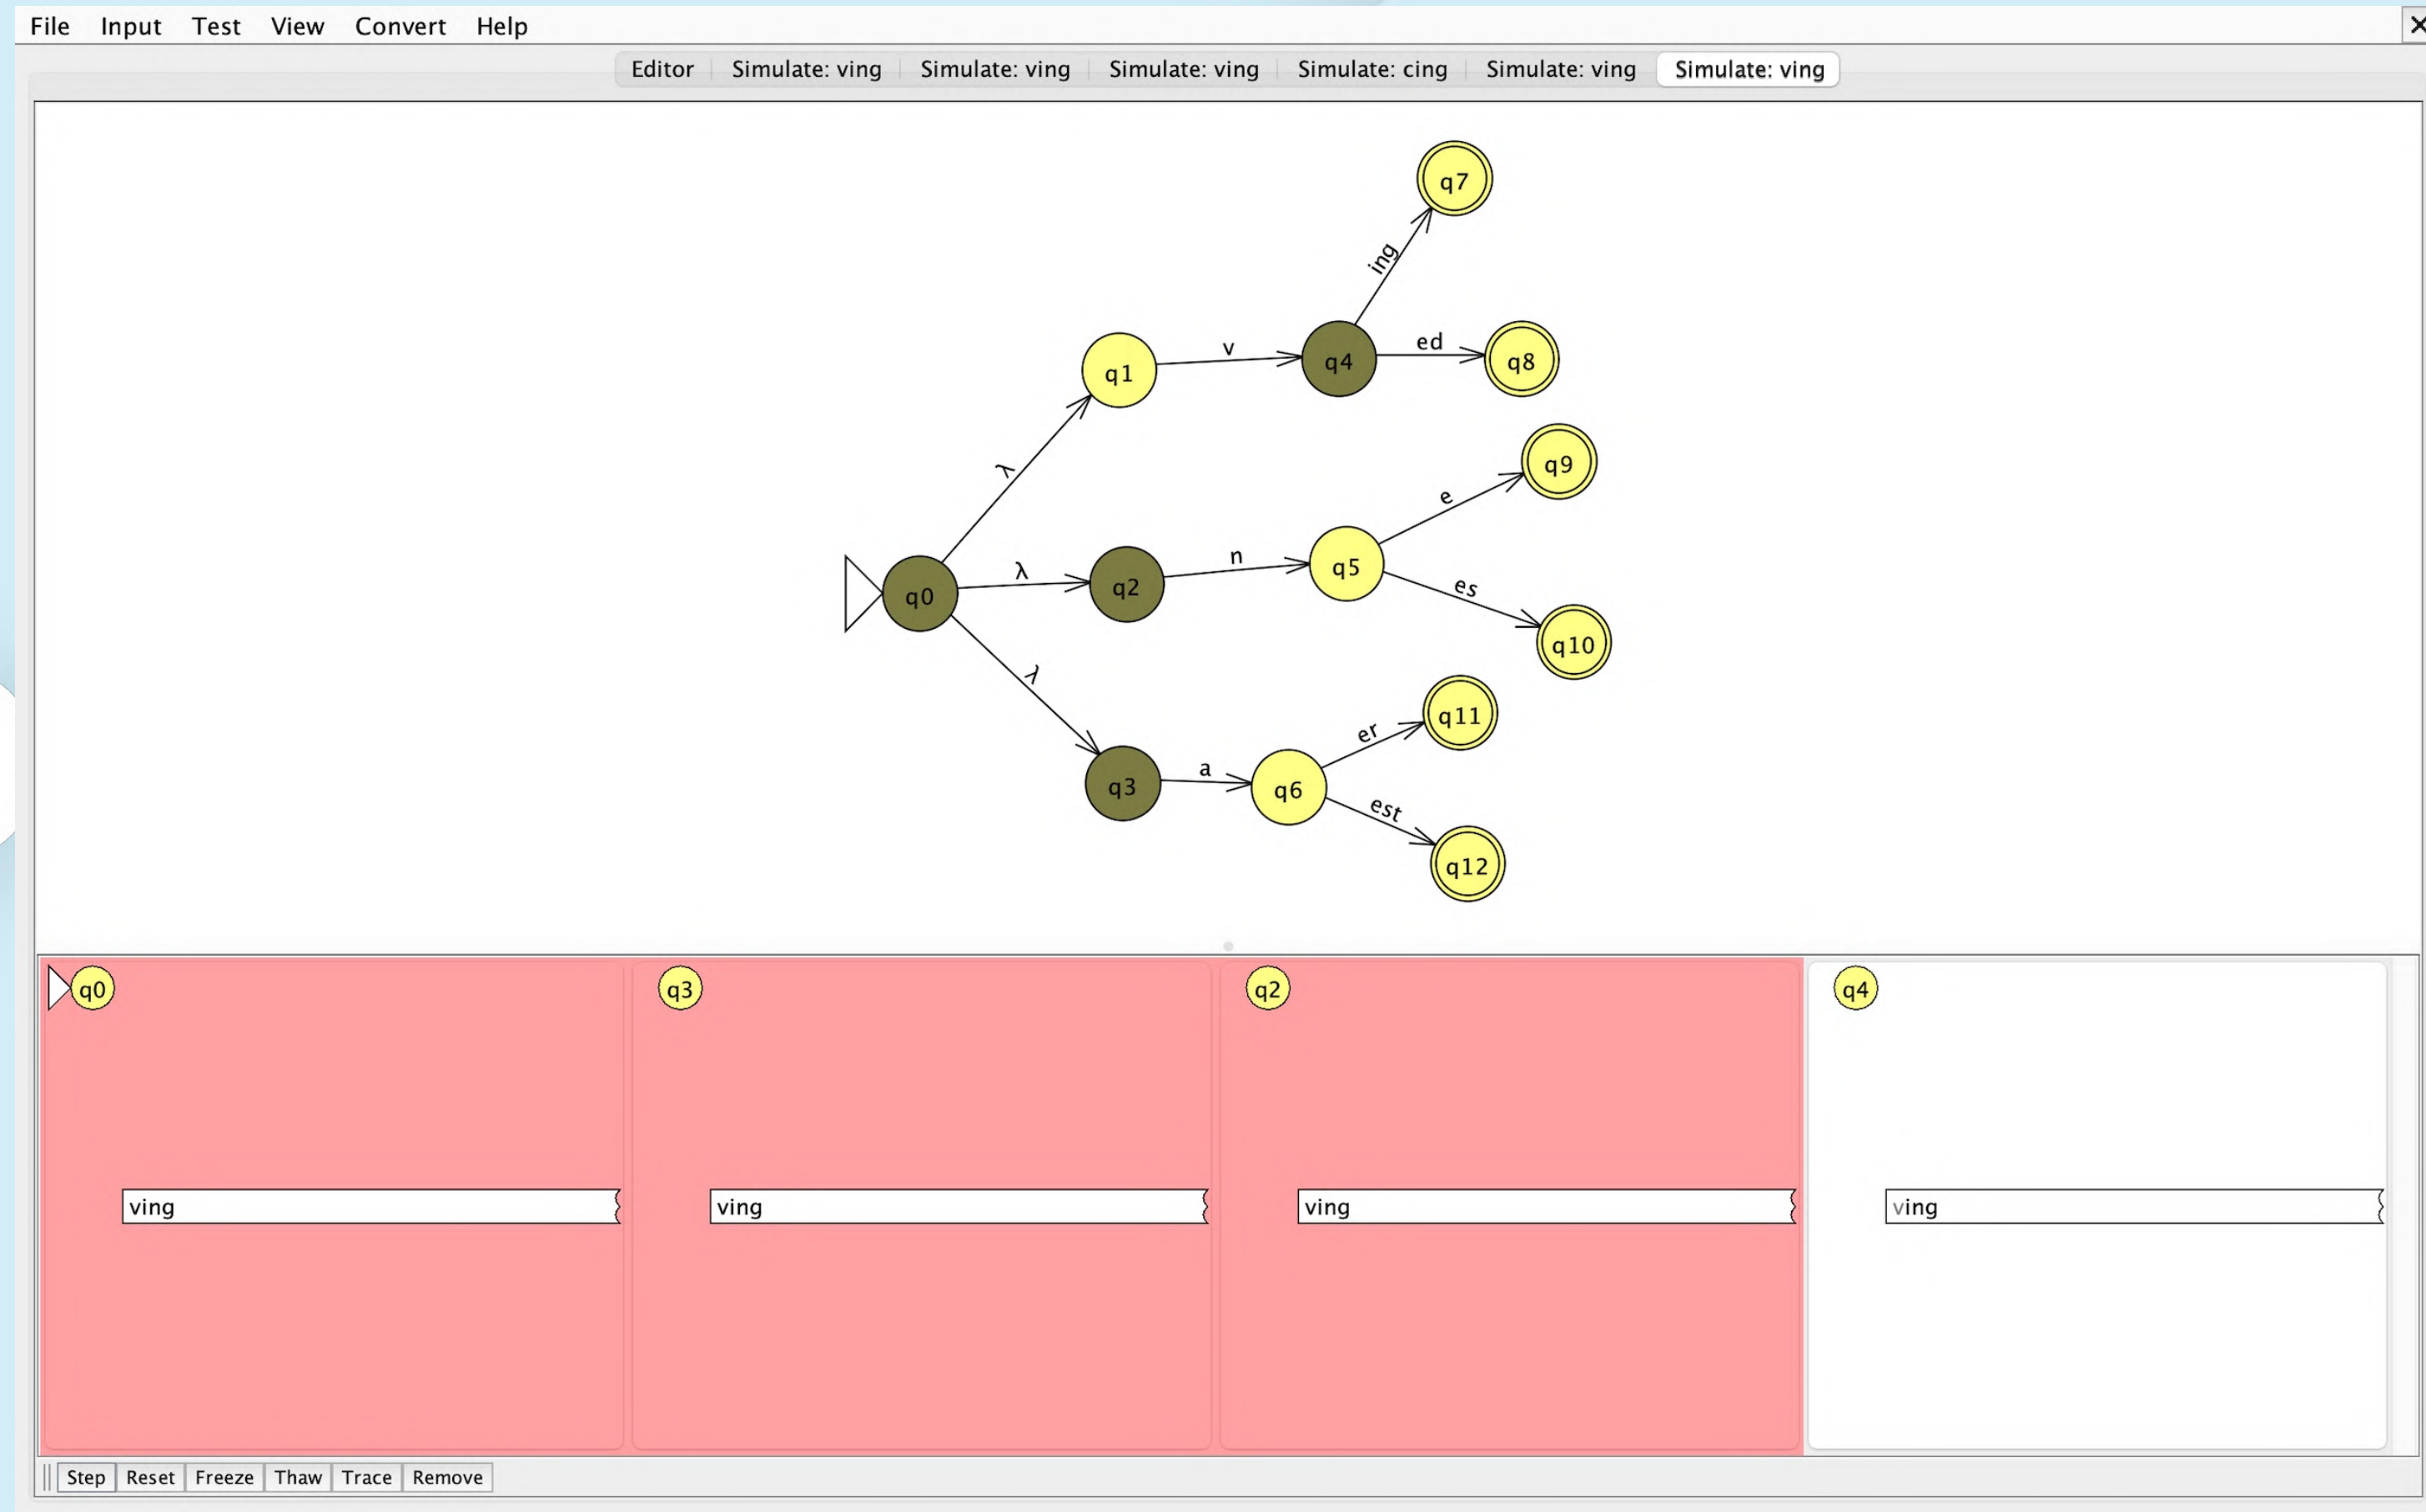 File Input Test View Convert Help
Editor Simulate: ving Simulate: ving Simulate: ving Simulate: cing Simulate: ving Simulate: ving
q7
ing
q1 v q4 ed q8
λ
q9
e
q0 λ q2 n q5
es
q10
λ
q11
er
q3 a q6
est
q12
q0 q3 q2 q4
ving ving ving ving
Step Reset Freeze Thaw Trace Remove